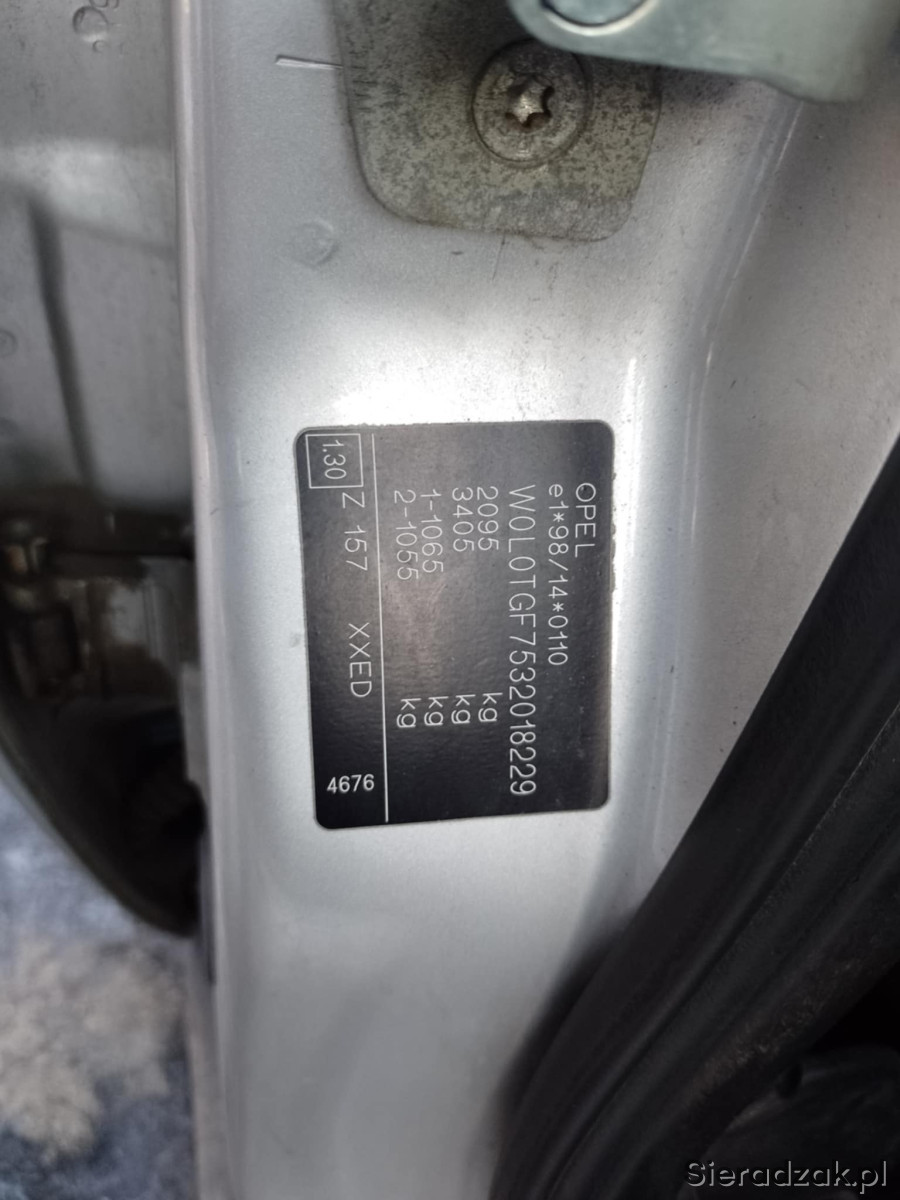 OPEL
e1*98/14*0110
W0L0TGF7532018229
2095 kg
3405 kg
1-1065 kg
2-1055 kg
1.30 Z 157 XXED 4676
Sieradzak.pl